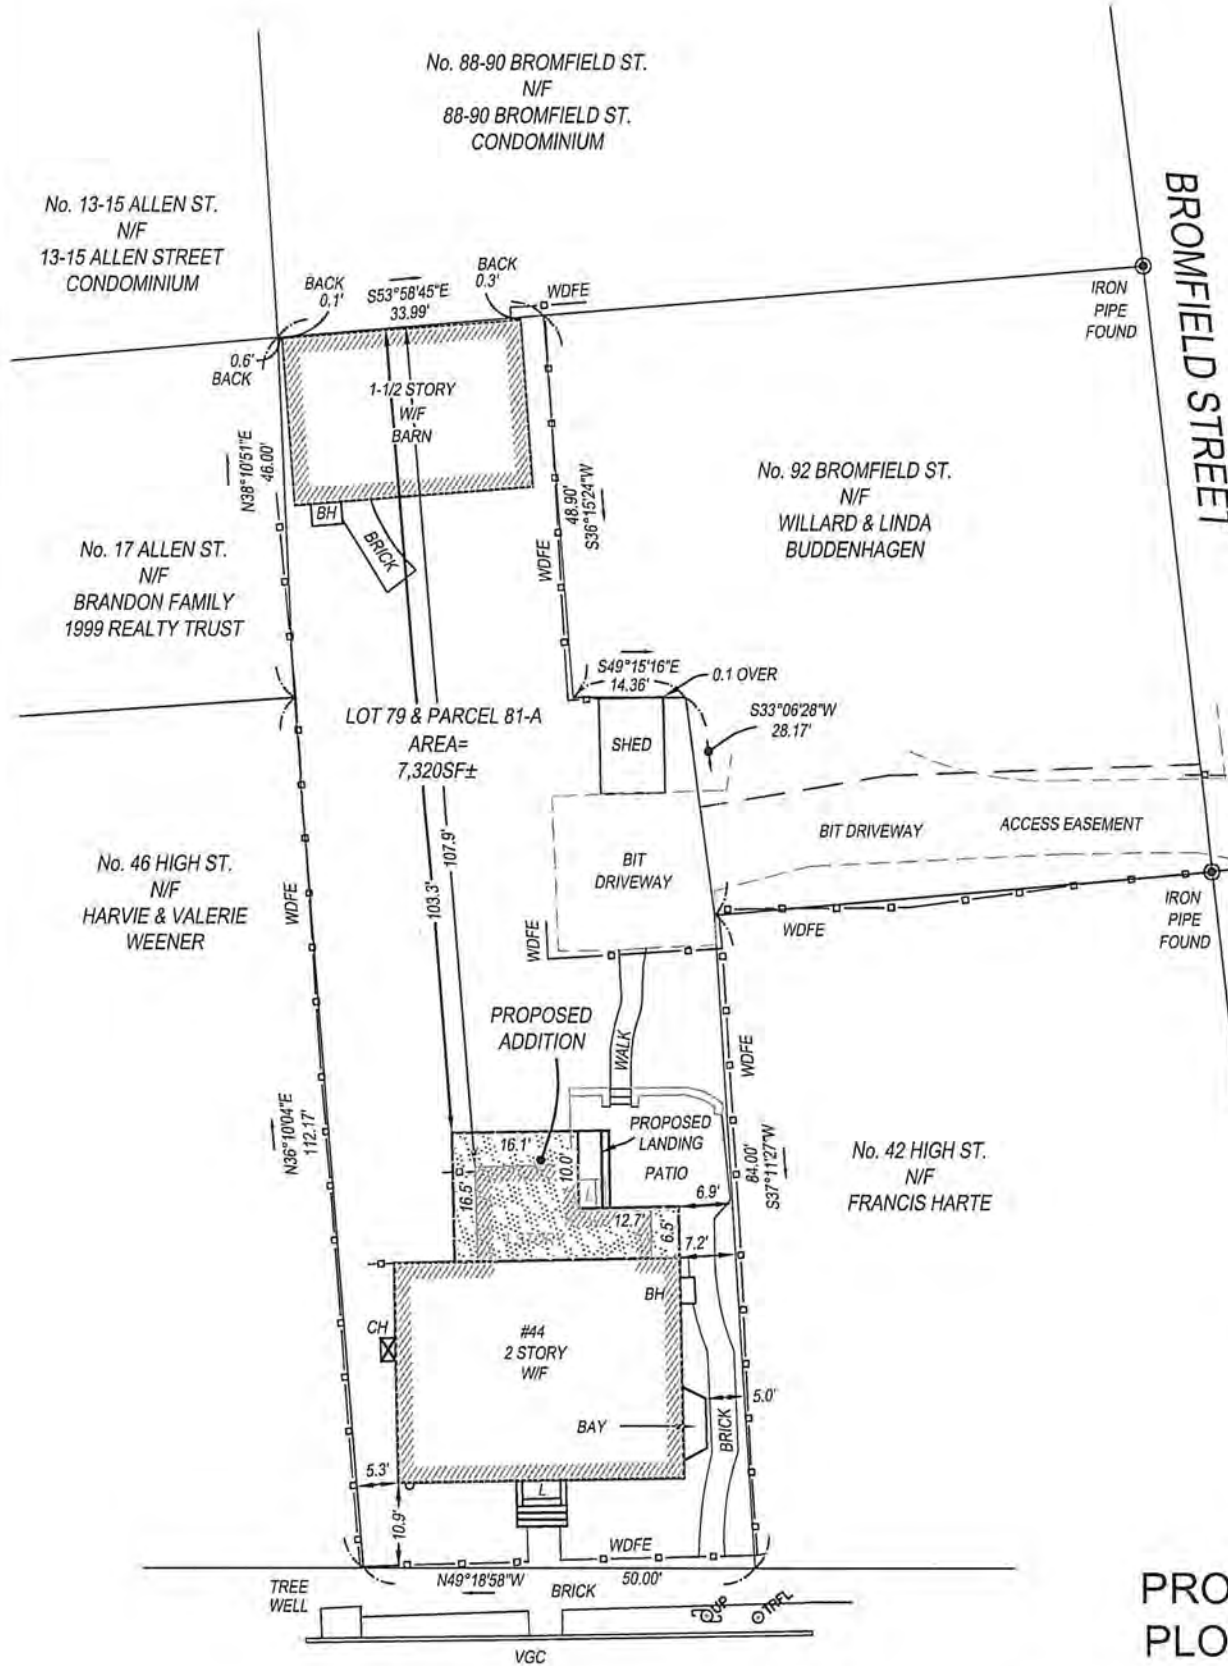 No. 88-90 BROMFIELD ST.
N/F
88-90 BROMFIELD ST.
CONDOMINIUM
No. 13-15 ALLEN ST.
N/F
13-15 ALLEN STREET
CONDOMINIUM
BROMFIELD STREET
BACK
0.1'
S53°58'45"E
33.99'
BACK
0.3'
WDFE
IRON
PIPE
FOUND
0.6'
BACK
1-1/2 STORY
W/F
BARN
N38°10'51"E
46.00'
BH
BRICK
WDFE
48.90'
S36°15'24"W
No. 92 BROMFIELD ST.
N/F
WILLARD & LINDA
BUDDENHAGEN
No. 17 ALLEN ST.
N/F
BRANDON FAMILY
1999 REALTY TRUST
S49°15'16"E
14.36'
0.1 OVER
S33°06'28"W
28.17'
LOT 79 & PARCEL 81-A
AREA=
7,320SF±
SHED
103.3'
107.9'
BIT
DRIVEWAY
BIT DRIVEWAY
ACCESS EASEMENT
No. 46 HIGH ST.
N/F
HARVIE & VALERIE
WEENER
WDFE
WDFE
WDFE
IRON
PIPE
FOUND
PROPOSED
ADDITION
WALK
WDFE
N36°10'04"E
112.17'
16.1'
10.0'
16.5'
PROPOSED
LANDING
PATIO
L
84.00'
S37°11'27"W
No. 42 HIGH ST.
N/F
FRANCIS HARTE
6.9'
12.7'
6.5'
7.2'
BH
CH
#44
2 STORY
W/F
BAY
BRICK
5.0'
5.3'
10.9'
L
WDFE
N49°18'58"W
50.00'
TREE
WELL
BRICK
UP
TRFL
VGC
PRO
PLO